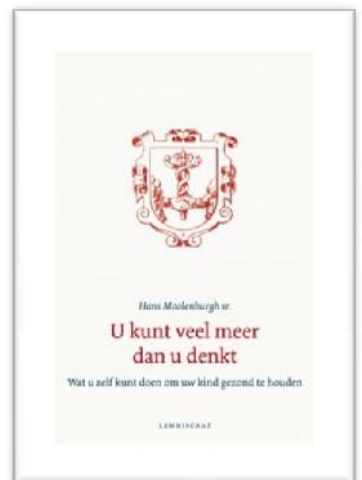 Hans Moolenburgh sr.
U kunt veel meer
dan u denkt
Wat u zelf kunt doen om uw kind gezond te houden
LEMNISCAAT